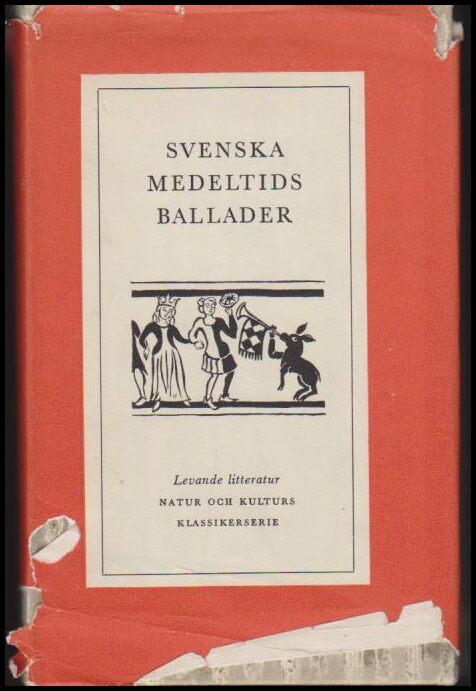 SVENSKA
MEDELTIDS
BALLADER
Levande litteratur
NATUR OCH KULTURS
KLASSIKERSERIE